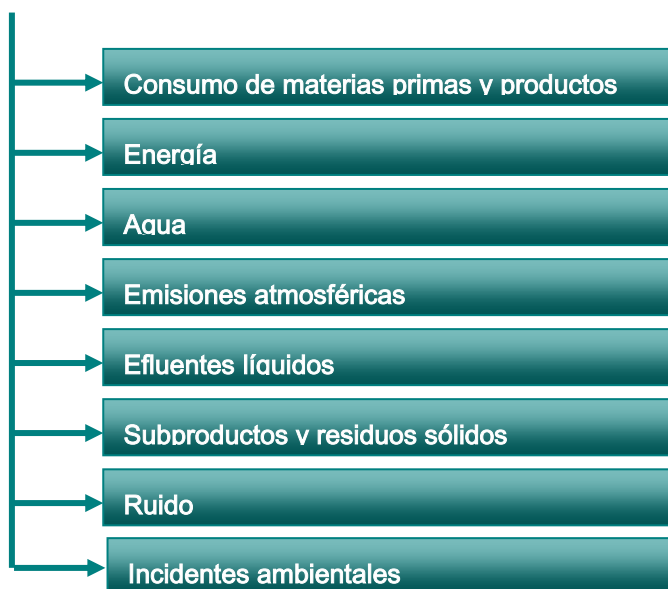 Consumo de materias primas y productos
Energía
Agua
Emisiones atmosféricas
Efluentes líquidos
Subproductos y residuos sólidos
Ruido
Incidentes ambientales